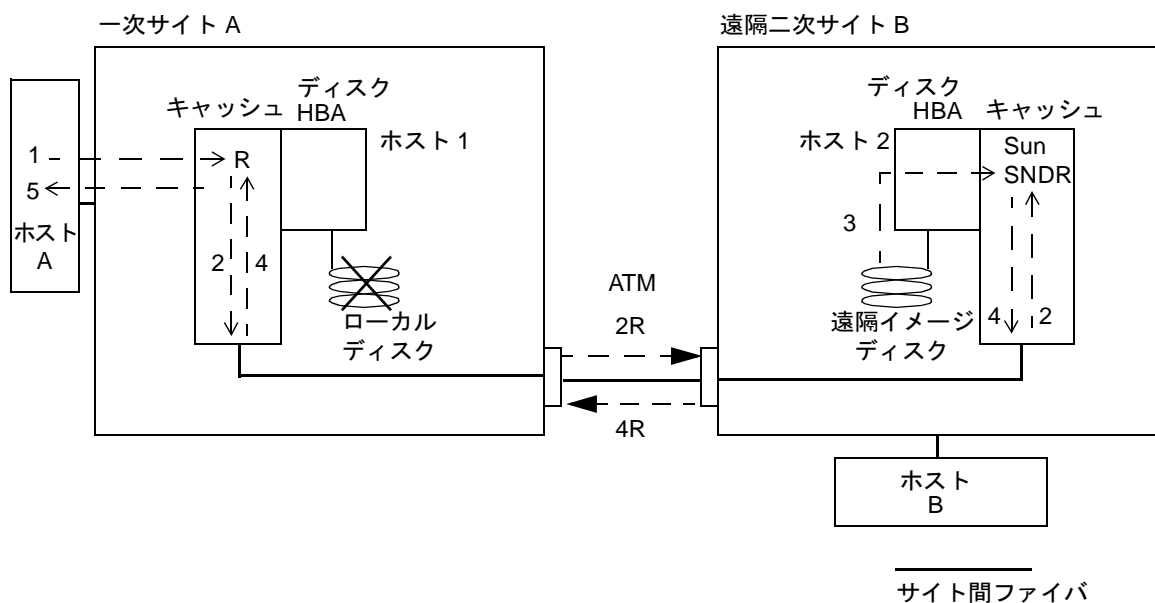 一次サイト A
遠隔二次サイト B
キャッシュ
ディスク
HBA
ホスト 1
1
5
ホスト
A
R
2
4
ローカル
ディスク
ATM
2R
4R
ディスク
HBA
キャッシュ
ホスト 2
Sun
SNDR
3
4
2
遠隔イメージ
ディスク
ホスト
B
サイト間ファイバ